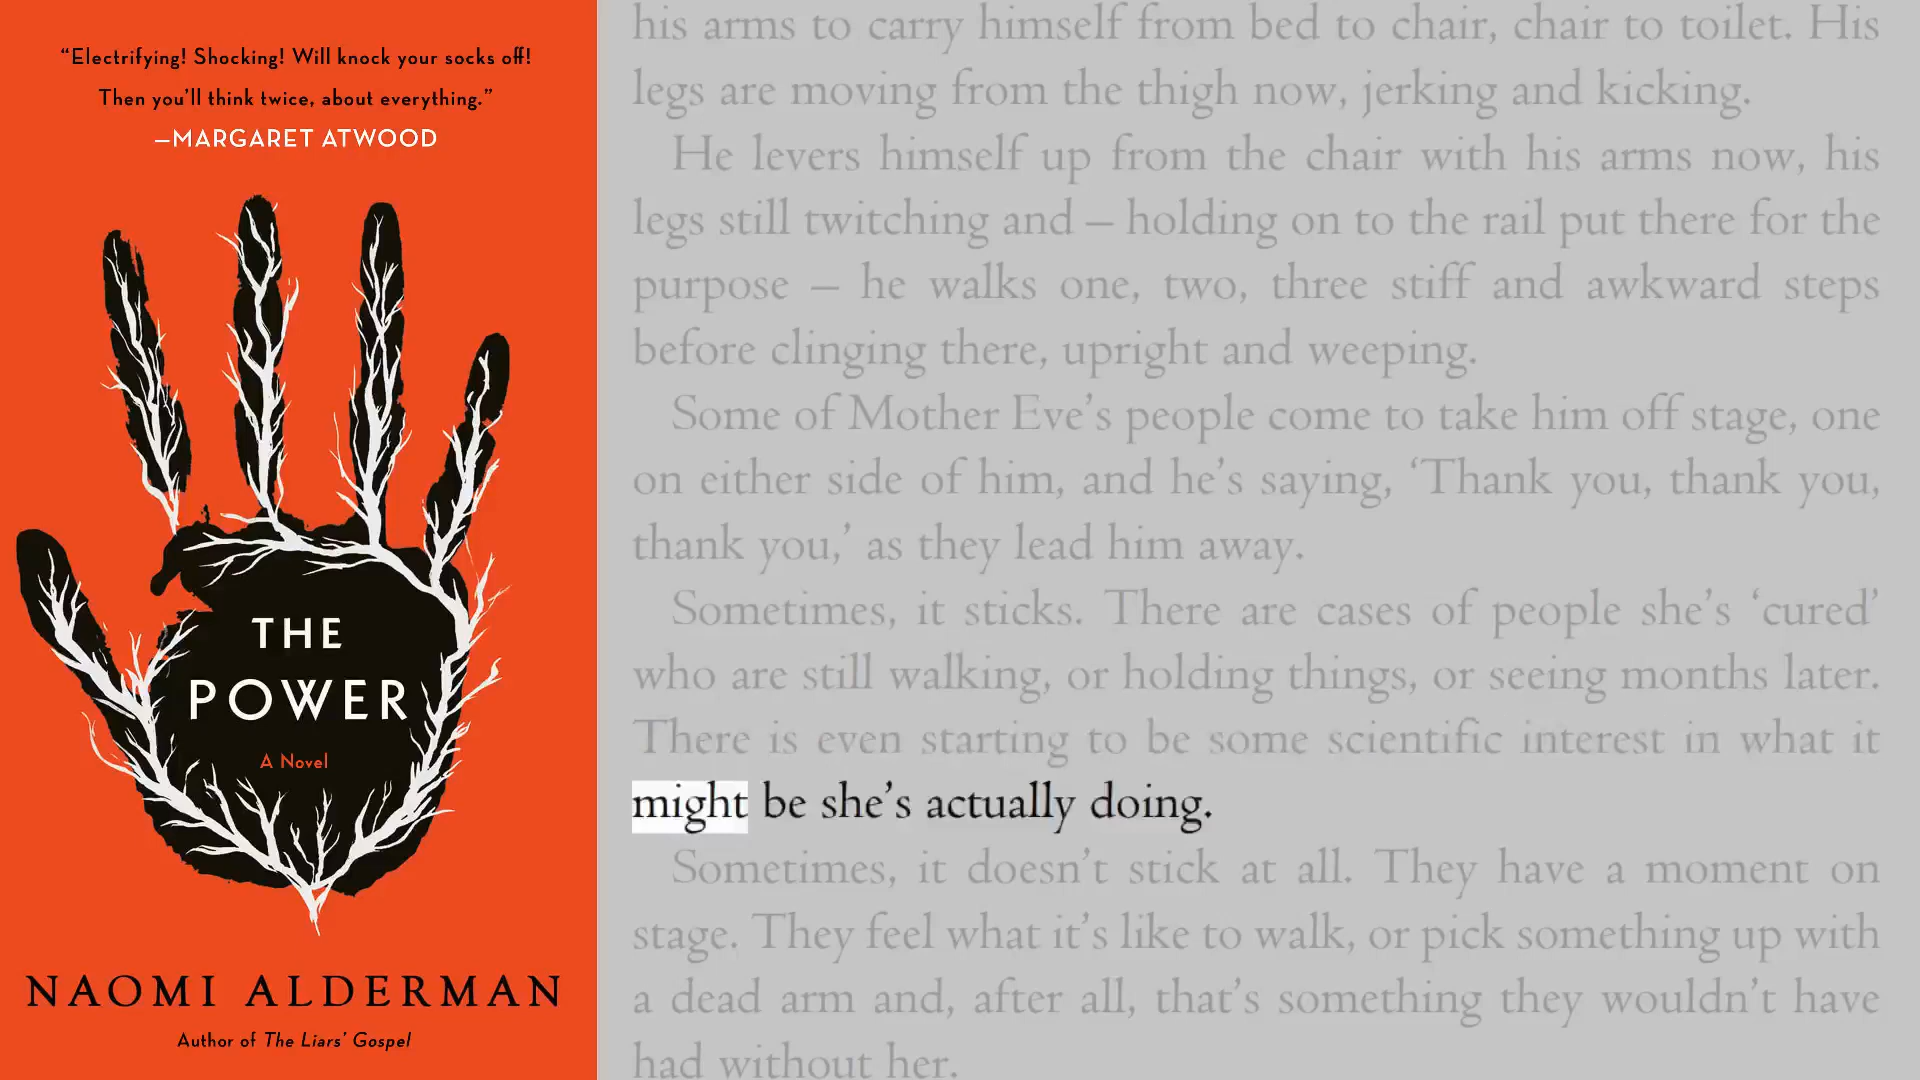 “Electrifying! Shocking! Will knock your socks off!
Then you’ll think twice, about everything.”
—MARGARET ATWOOD
THE
POWER
A Novel
NAOMI ALDERMAN
Author of The Liars’ Gospel
his arms to carry himself from bed to chair, chair to toilet. His
legs are moving from the thigh now, jerking and kicking.
He levers himself up from the chair with his arms now, his
legs still twitching and – holding on to the rail put there for the
purpose – he walks one, two, three stiff and awkward steps
before clinging there, upright and weeping.
Some of Mother Eve’s people come to take him off stage, one
on either side of him, and he’s saying, ‘Thank you, thank you,
thank you,’ as they lead him away.
Sometimes, it sticks. There are cases of people she’s ‘cured’
who are still walking, or holding things, or seeing months later.
There is even starting to be some scientific interest in what it
might be she’s actually doing.
Sometimes, it doesn’t stick at all. They have a moment on
stage. They feel what it’s like to walk, or pick something up with
a dead arm and, after all, that’s something they wouldn’t have
had without her.